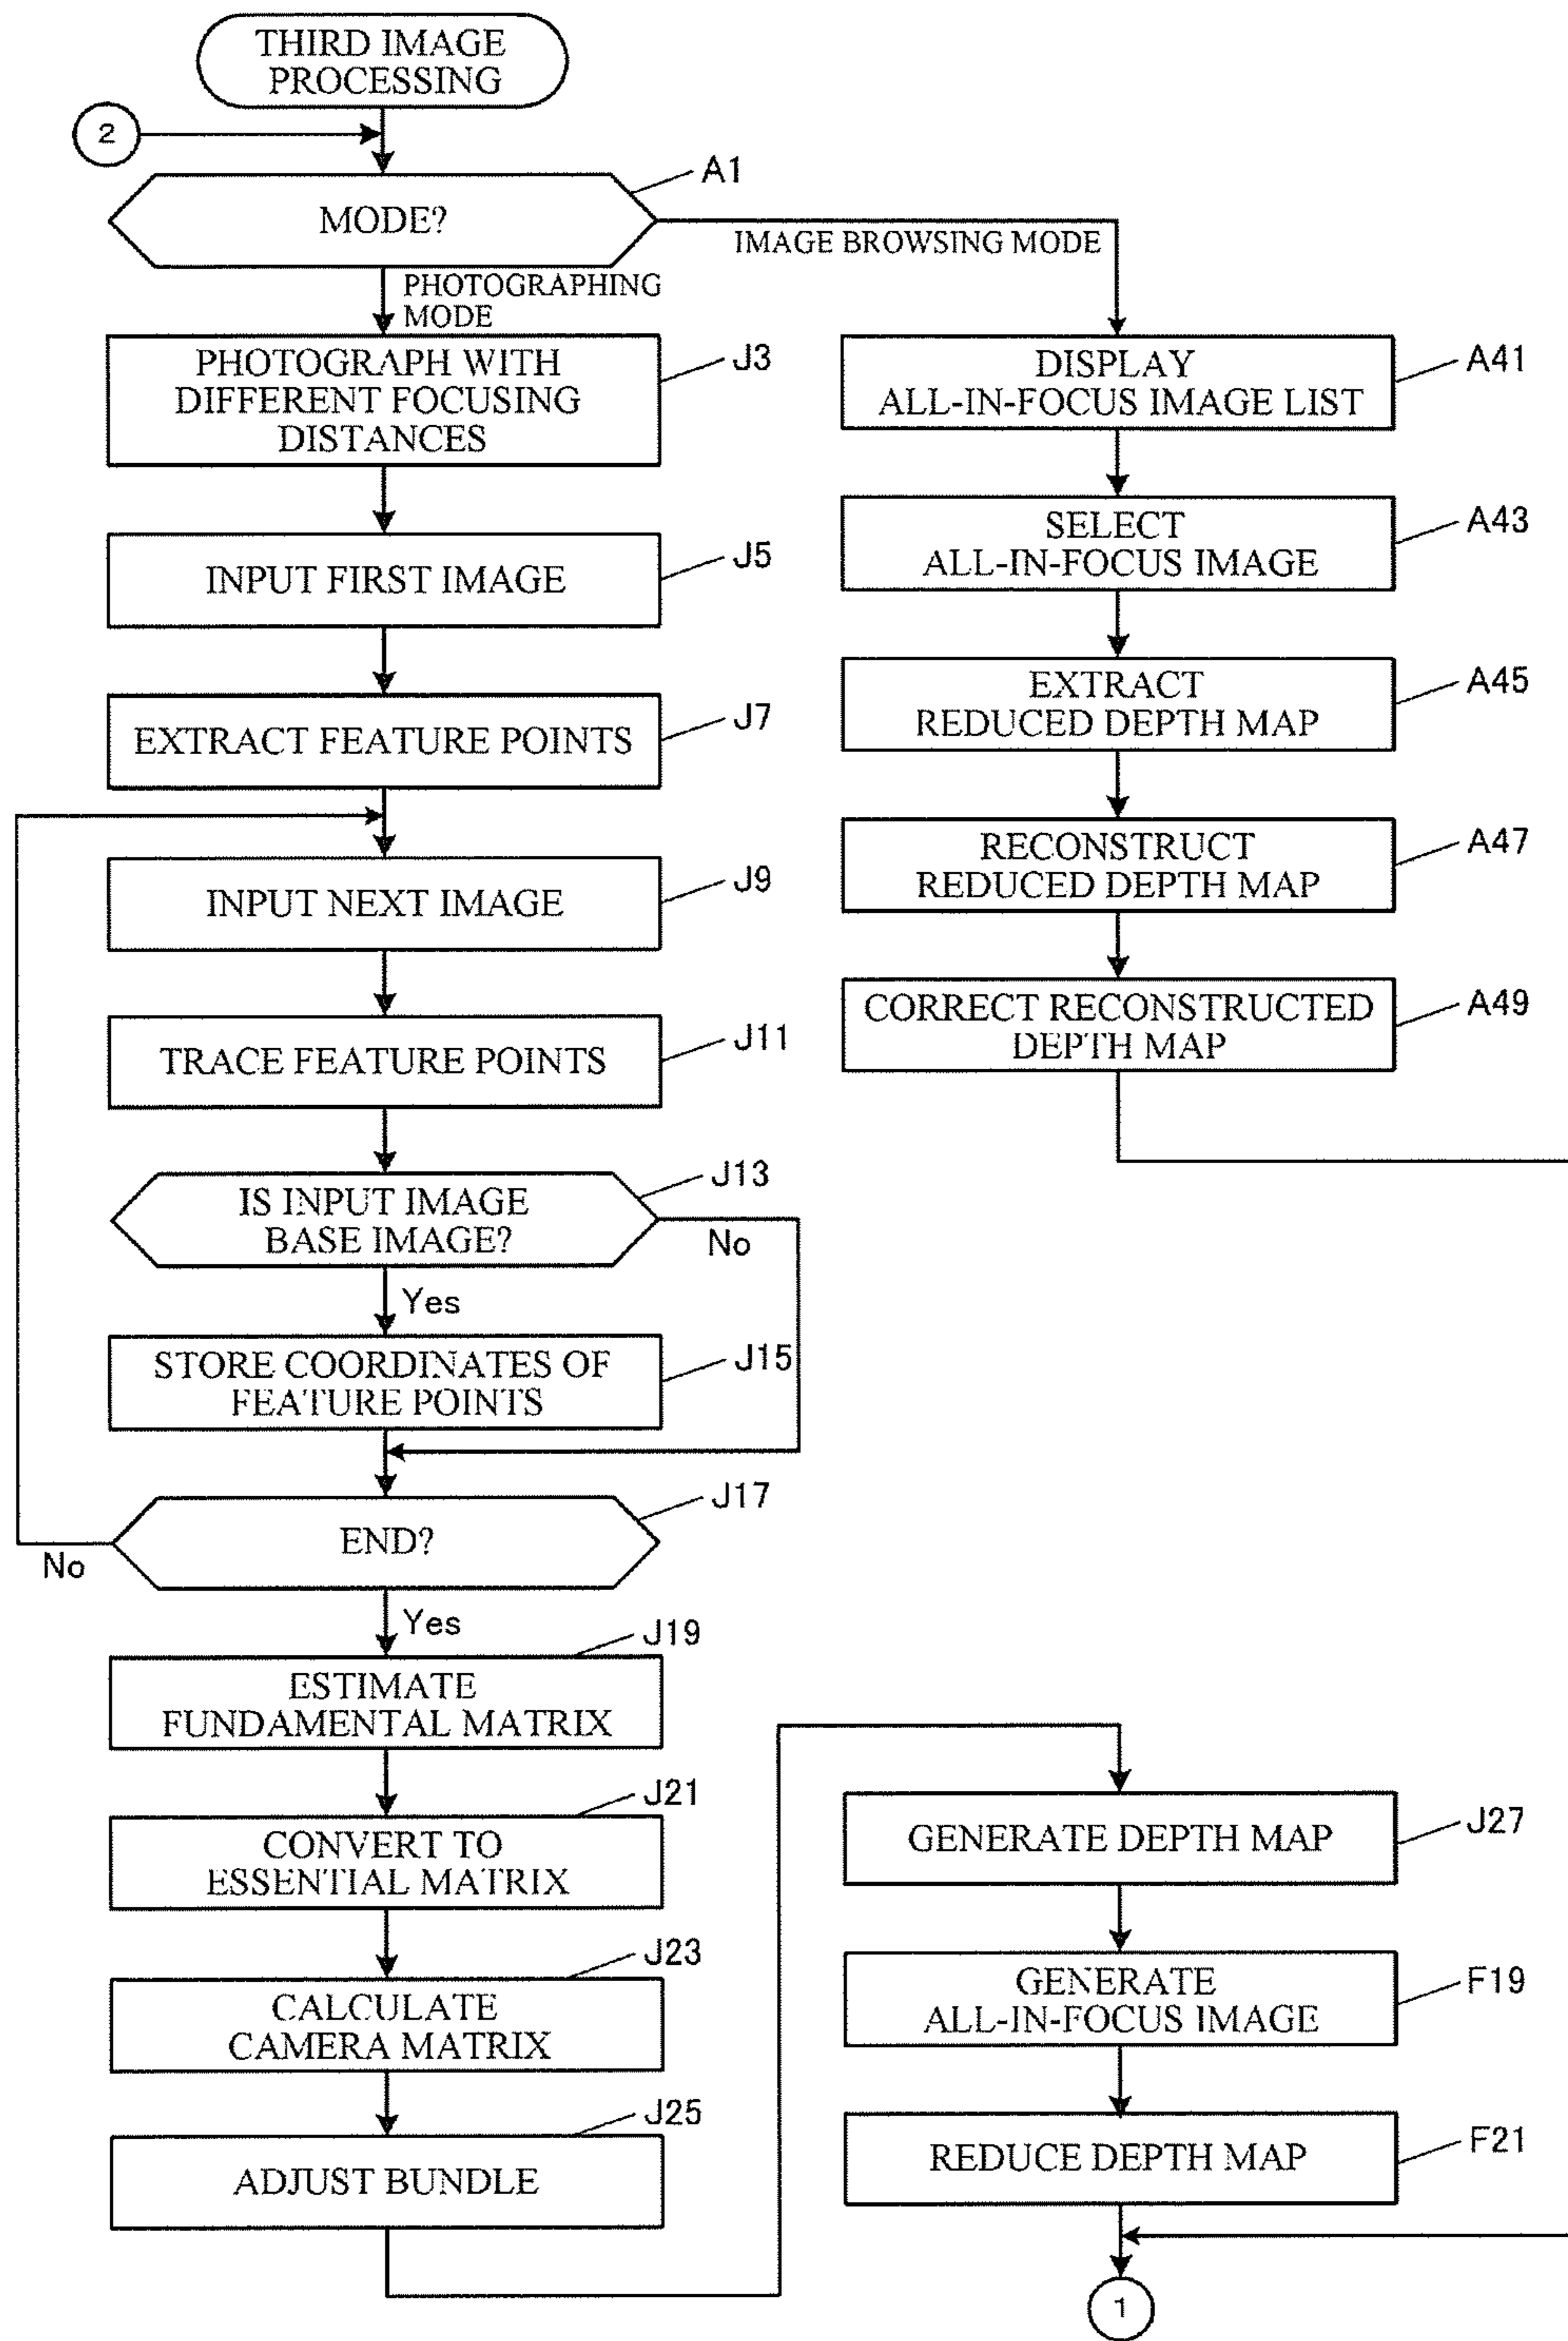 THIRD IMAGE
PROCESSING
2
A1
MODE?
IMAGE BROWSING MODE
PHOTOGRAPHING
MODE
J3
PHOTOGRAPH WITH
DIFFERENT FOCUSING
DISTANCES
J5
INPUT FIRST IMAGE
J7
EXTRACT FEATURE POINTS
J9
INPUT NEXT IMAGE
J11
TRACE FEATURE POINTS
J13
IS INPUT IMAGE
BASE IMAGE?
No
Yes
J15
STORE COORDINATES OF
FEATURE POINTS
J17
END?
No
Yes
J19
ESTIMATE
FUNDAMENTAL MATRIX
J21
CONVERT TO
ESSENTIAL MATRIX
J23
CALCULATE
CAMERA MATRIX
J25
ADJUST BUNDLE
A41
DISPLAY
ALL-IN-FOCUS IMAGE LIST
A43
SELECT
ALL-IN-FOCUS IMAGE
A45
EXTRACT
REDUCED DEPTH MAP
A47
RECONSTRUCT
REDUCED DEPTH MAP
A49
CORRECT RECONSTRUCTED
DEPTH MAP
J27
GENERATE DEPTH MAP
F19
GENERATE
ALL-IN-FOCUS IMAGE
F21
REDUCE DEPTH MAP
1